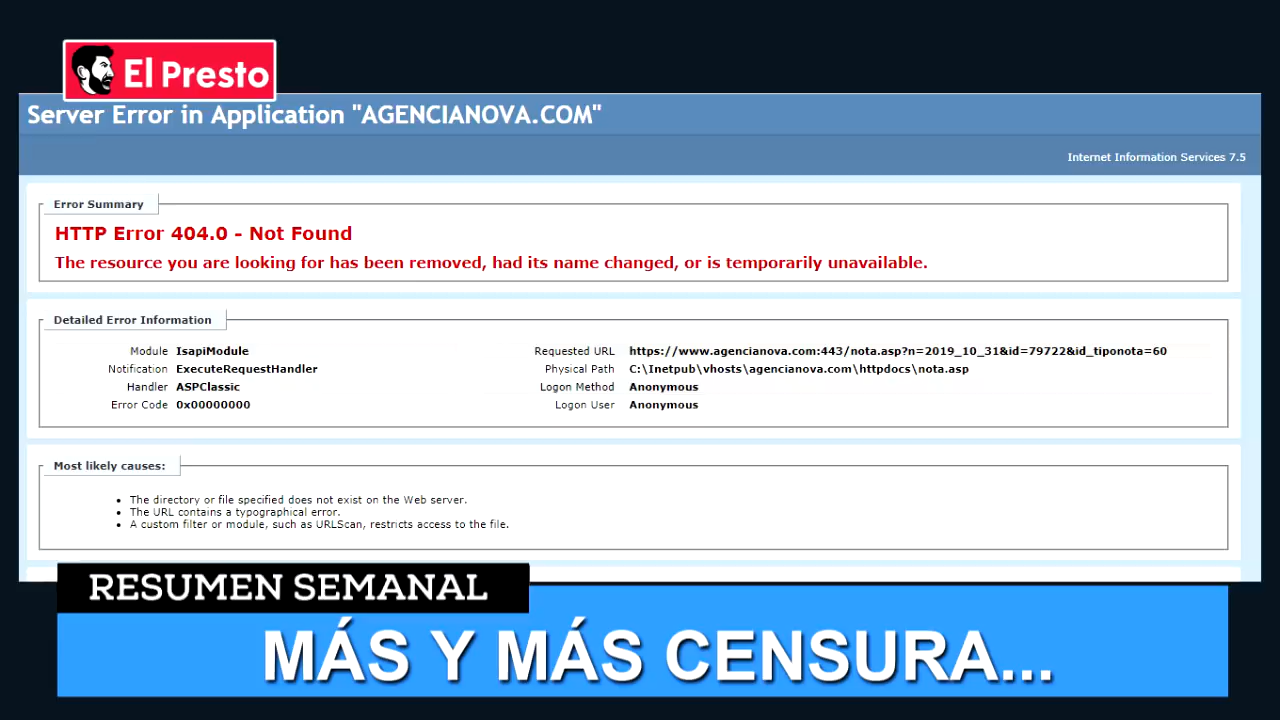 El Presto
Server Error in Application "AGENCIANOVA.COM"
Internet Information Services 7.5
Error Summary
HTTP Error 404.0 - Not Found
The resource you are looking for has been removed, had its name changed, or is temporarily unavailable.
Detailed Error Information
Module IsapiModule
Notification ExecuteRequestHandler
Handler ASPClassic
Error Code 0x00000000
Requested URL https://www.agencianova.com:443/nota.asp?n=2019_10_31&id=79722&id_tiponota=60
Physical Path C:\Inetpub\vhosts\agencianova.com\httpdocs\nota.asp
Logon Method Anonymous
Logon User Anonymous
Most likely causes:
• The directory or file specified does not exist on the Web server.
• The URL contains a typographical error.
• A custom filter or module, such as URLScan, restricts access to the file.
RESUMEN SEMANAL
MÁS Y MÁS CENSURA...